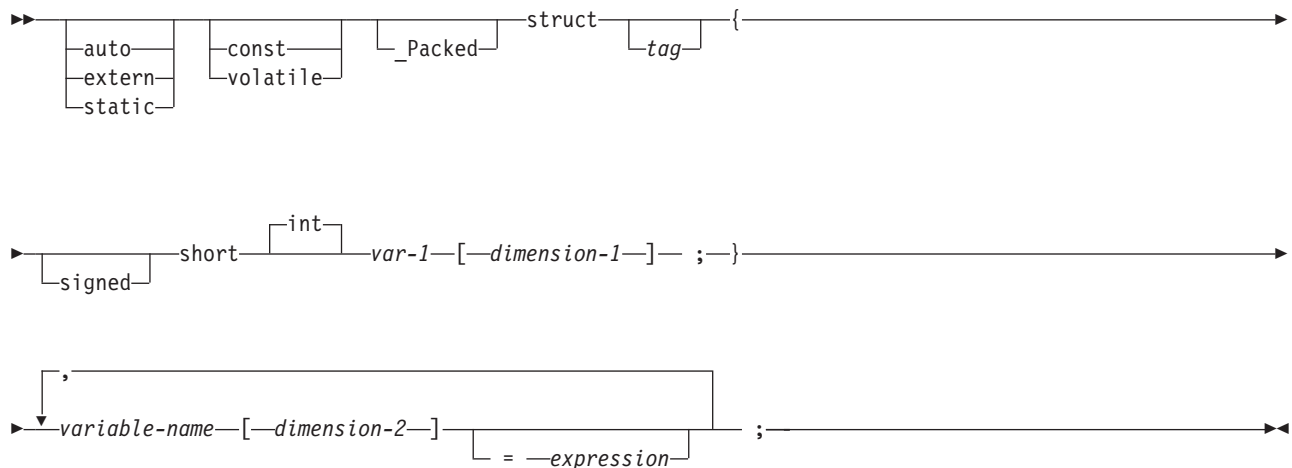 struct {
auto const _Packed tag
extern volatile
static
int
short var-1 [ dimension-1 ] ; }
signed
,
variable-name [ dimension-2 ] ;
= expression